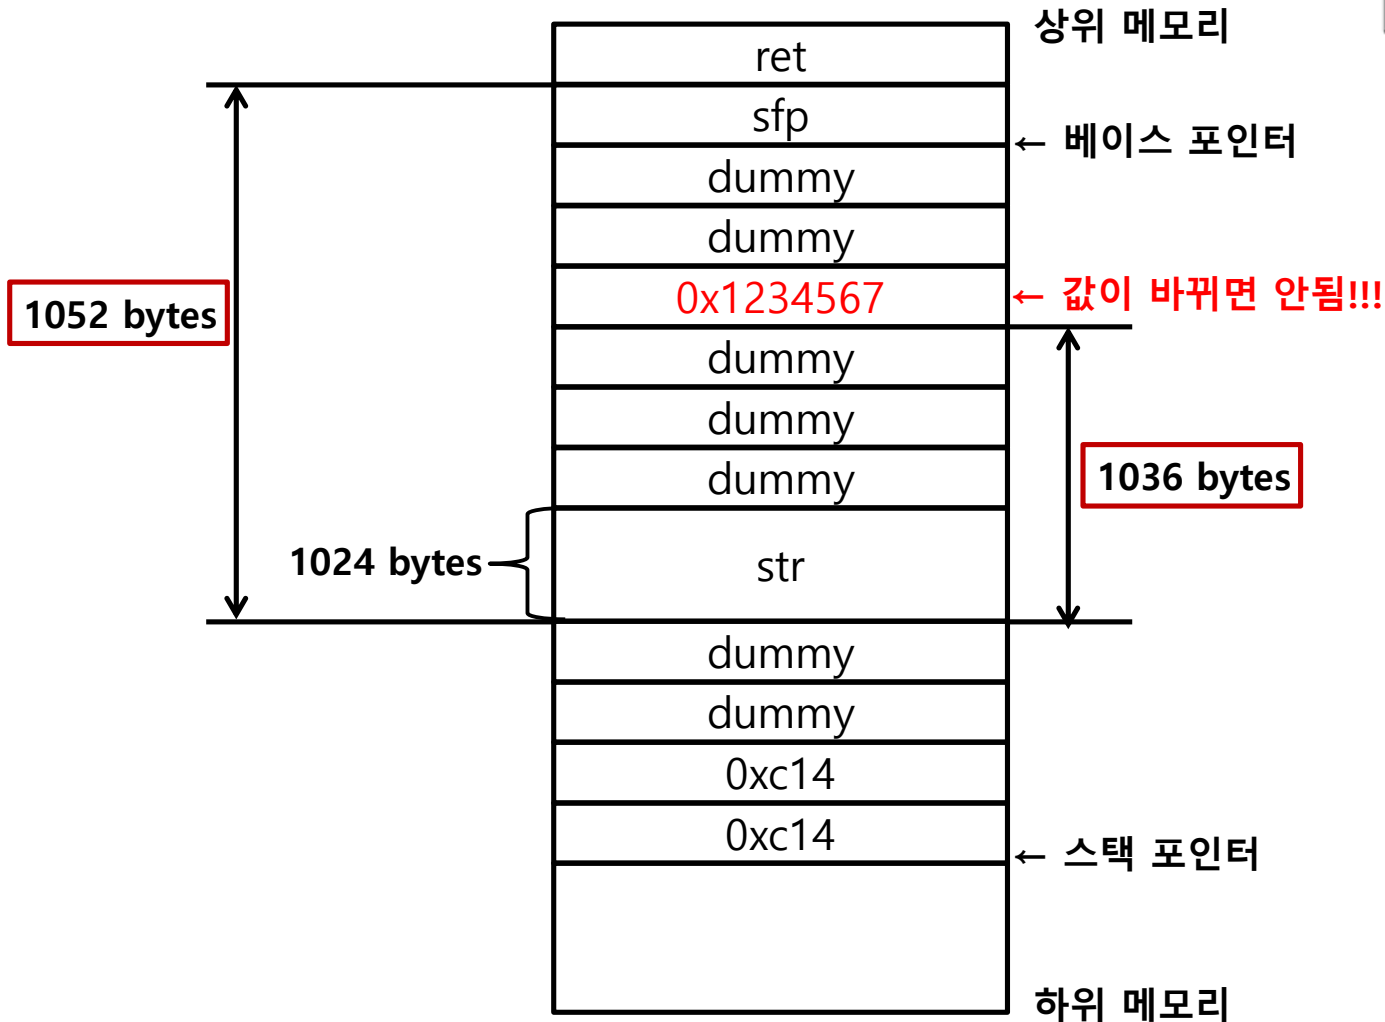 상위 메모리
ret
sfp
← 베이스 포인터
dummy
dummy
0x1234567
← 값이 바뀌면 안됨!!!
1052 bytes
dummy
dummy
dummy
1036 bytes
1024 bytes
str
dummy
dummy
0xc14
0xc14
← 스택 포인터
하위 메모리